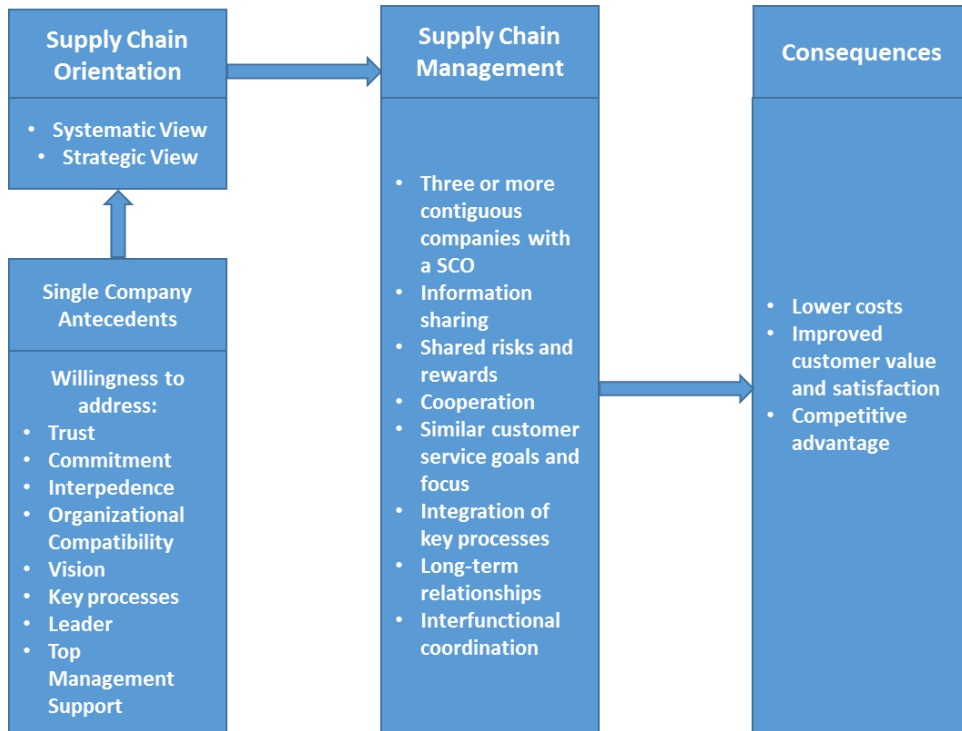 Supply Chain
Orientation
• Systematic View
• Strategic View
Single Company
Antecedents
Willingness to
address:
• Trust
• Commitment
• Interpedence
• Organizational
Compatibility
• Vision
• Key processes
• Leader
• Top
Management
Support
Supply Chain
Management
• Three or more
contiguous
companies with
a SCO
• Information
sharing
• Shared risks and
rewards
• Cooperation
• Similar customer
service goals and
focus
• Integration of
key processes
• Long-term
relationships
• Interfunctional
coordination
Consequences
• Lower costs
• Improved
customer value
and satisfaction
• Competitive
advantage